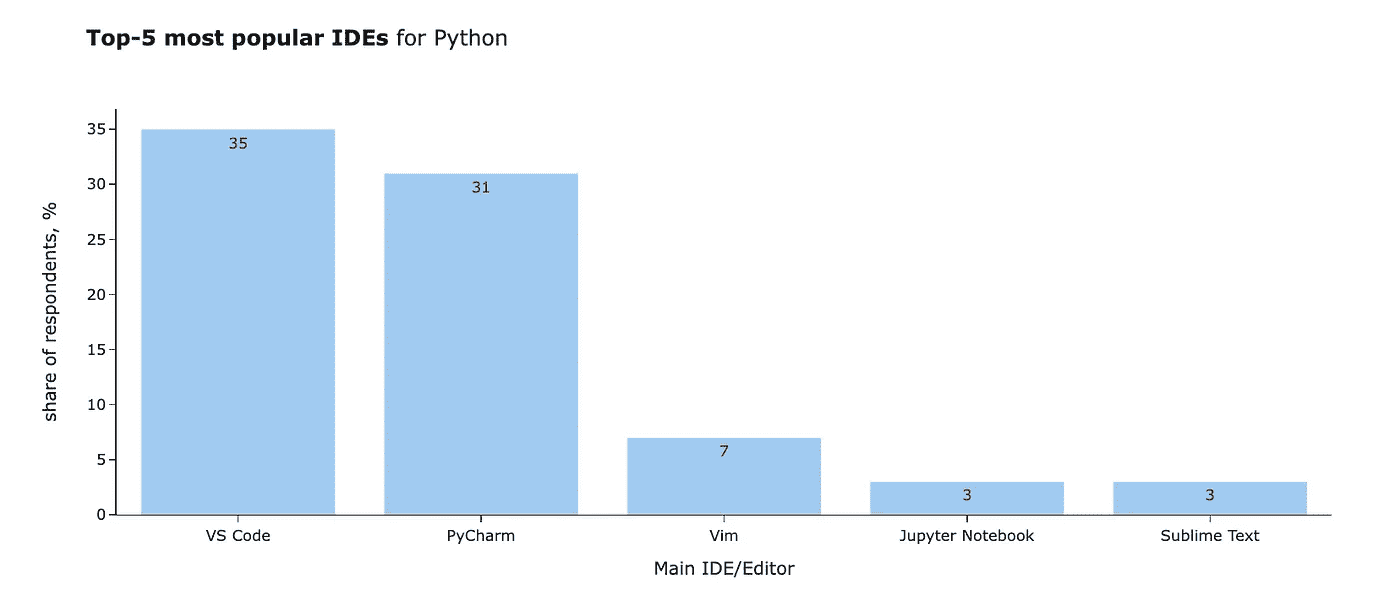 Top-5 most popular IDEs for Python
share of respondents, %
35
30
25
20
15
10
5
0
35
31
7
3
3
VS Code
PyCharm
Vim
Jupyter Notebook
Sublime Text
Main IDE/Editor